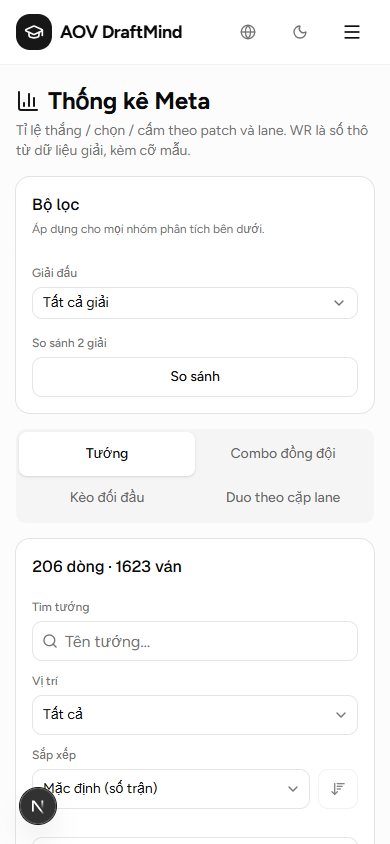 AOV DraftMind
Thống kê Meta
Tỉ lệ thắng / chọn / cấm theo patch và lane. WR là số thô
từ dữ liệu giải, kèm cỡ mẫu.
Bộ lọc
Áp dụng cho mọi nhóm phân tích bên dưới.
Giải đấu
Tất cả giải
So sánh 2 giải
So sánh
Tướng
Combo đồng đội
Kèo đối đầu
Duo theo cặp lane
206 dòng · 1623 ván
Tìm tướng
Tên tướng...
Vị trí
Tất cả
Sắp xếp
Mặc định (số trận)
N